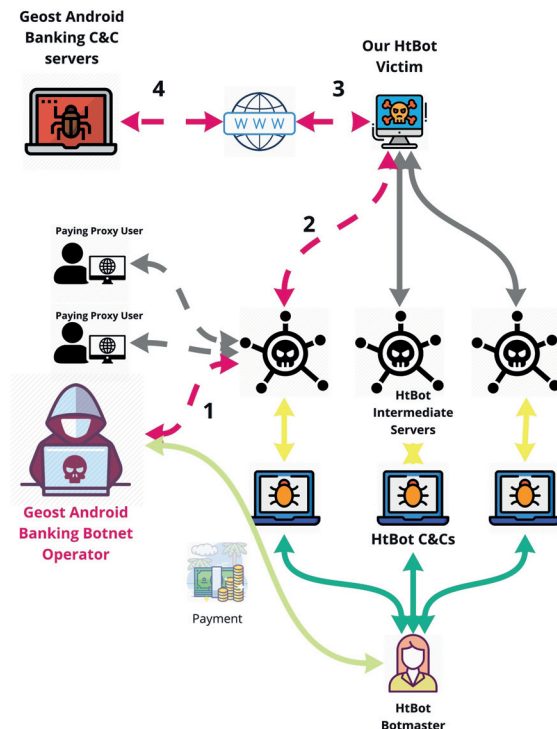 Geost Android
Banking C&C
servers
4
3
Our HtBot
Victim
W W W
2
Paying Proxy User
Paying Proxy User
1
HtBot
Intermediate
Servers
Geost Android
Banking Botnet
Operator
HtBot C&Cs
Payment
HtBot
Botmaster